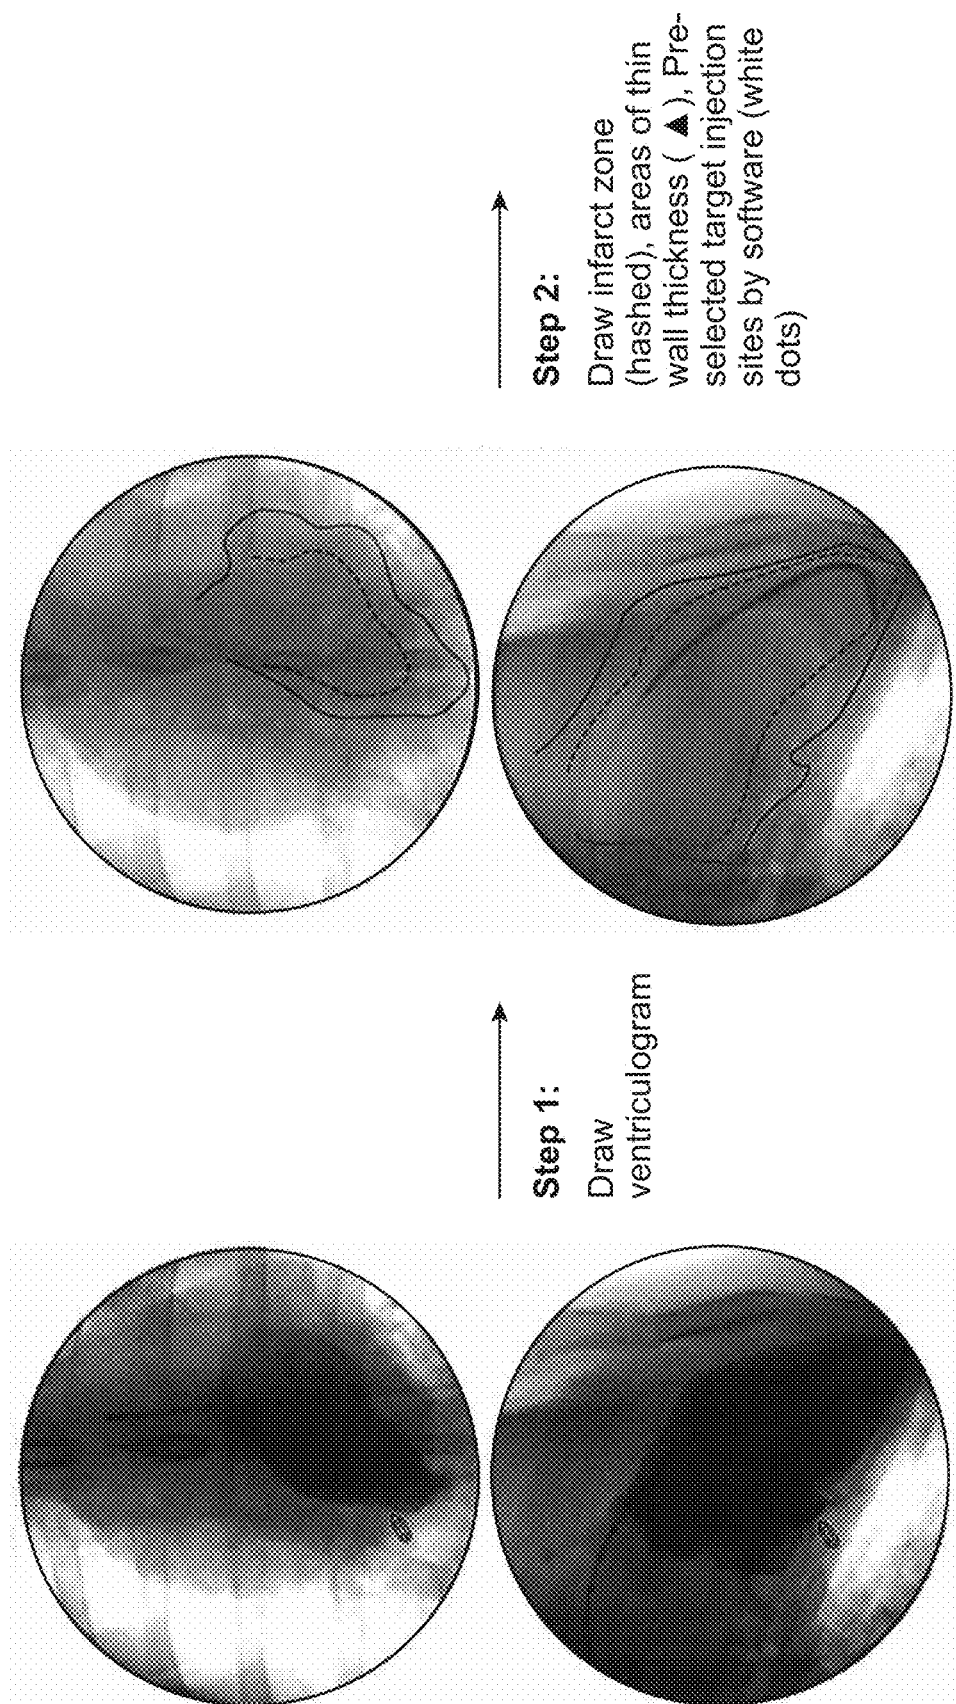 Step 1:
Draw
ventriculogram
Step 2:
Draw infarct zone
(hashed), areas of thin
wall thickness ( ▲ ), Pre-
selected target injection
sites by software (white
dots)